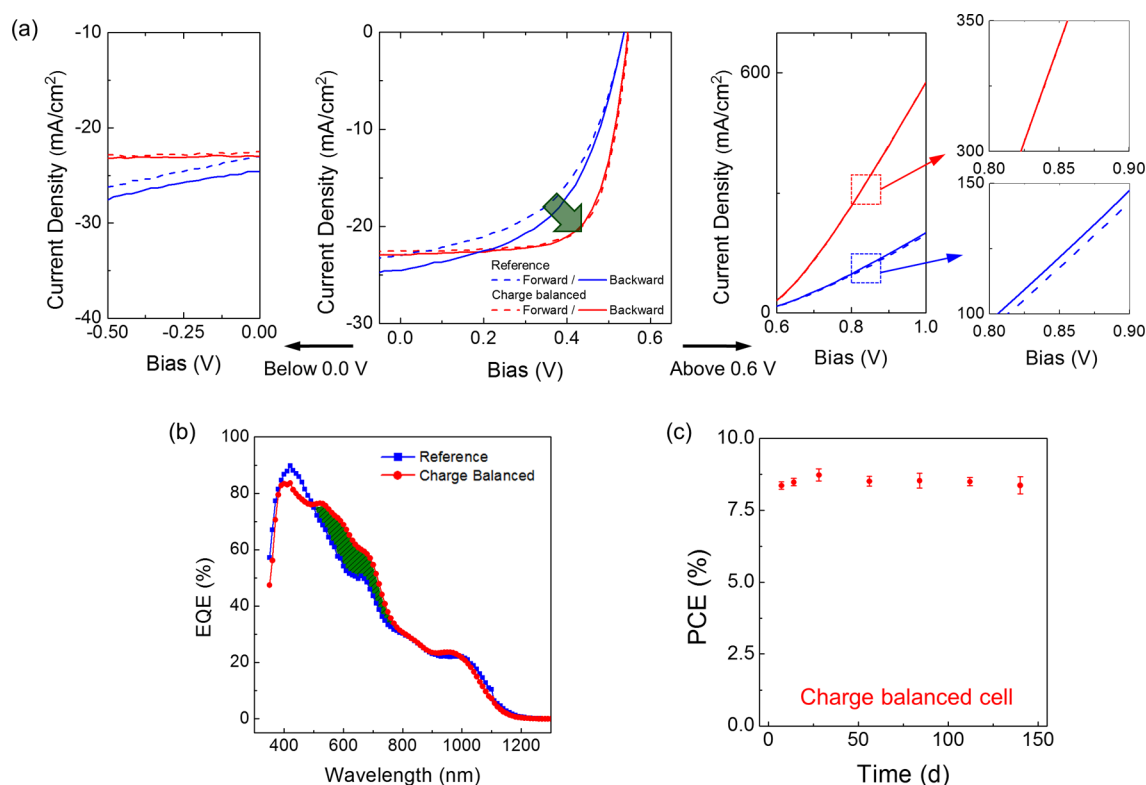 (a)
Current Density (mA/cm²)
-10
-20
-30
-40
-0.50
-0.25
0.00
Bias (V)
Below 0.0 V
Current Density (mA/cm²)
0
-10
-20
-30
Reference
Forward / Backward
Charge balanced
Forward / Backward
0.0
0.2
0.4
0.6
Bias (V)
Above 0.6 V
Current Density (mA/cm²)
600
300
0
0.6
0.8
1.0
Bias (V)
350
300
0.80
0.85
0.90
150
100
0.80
0.85
0.90
Bias (V)
(b)
EQE (%)
100
80
60
40
20
0
Reference
Charge Balanced
400
600
800
1000
1200
Wavelength (nm)
(c)
PCE (%)
10.0
7.5
5.0
2.5
0.0
Charge balanced cell
0
50
100
150
Time (d)